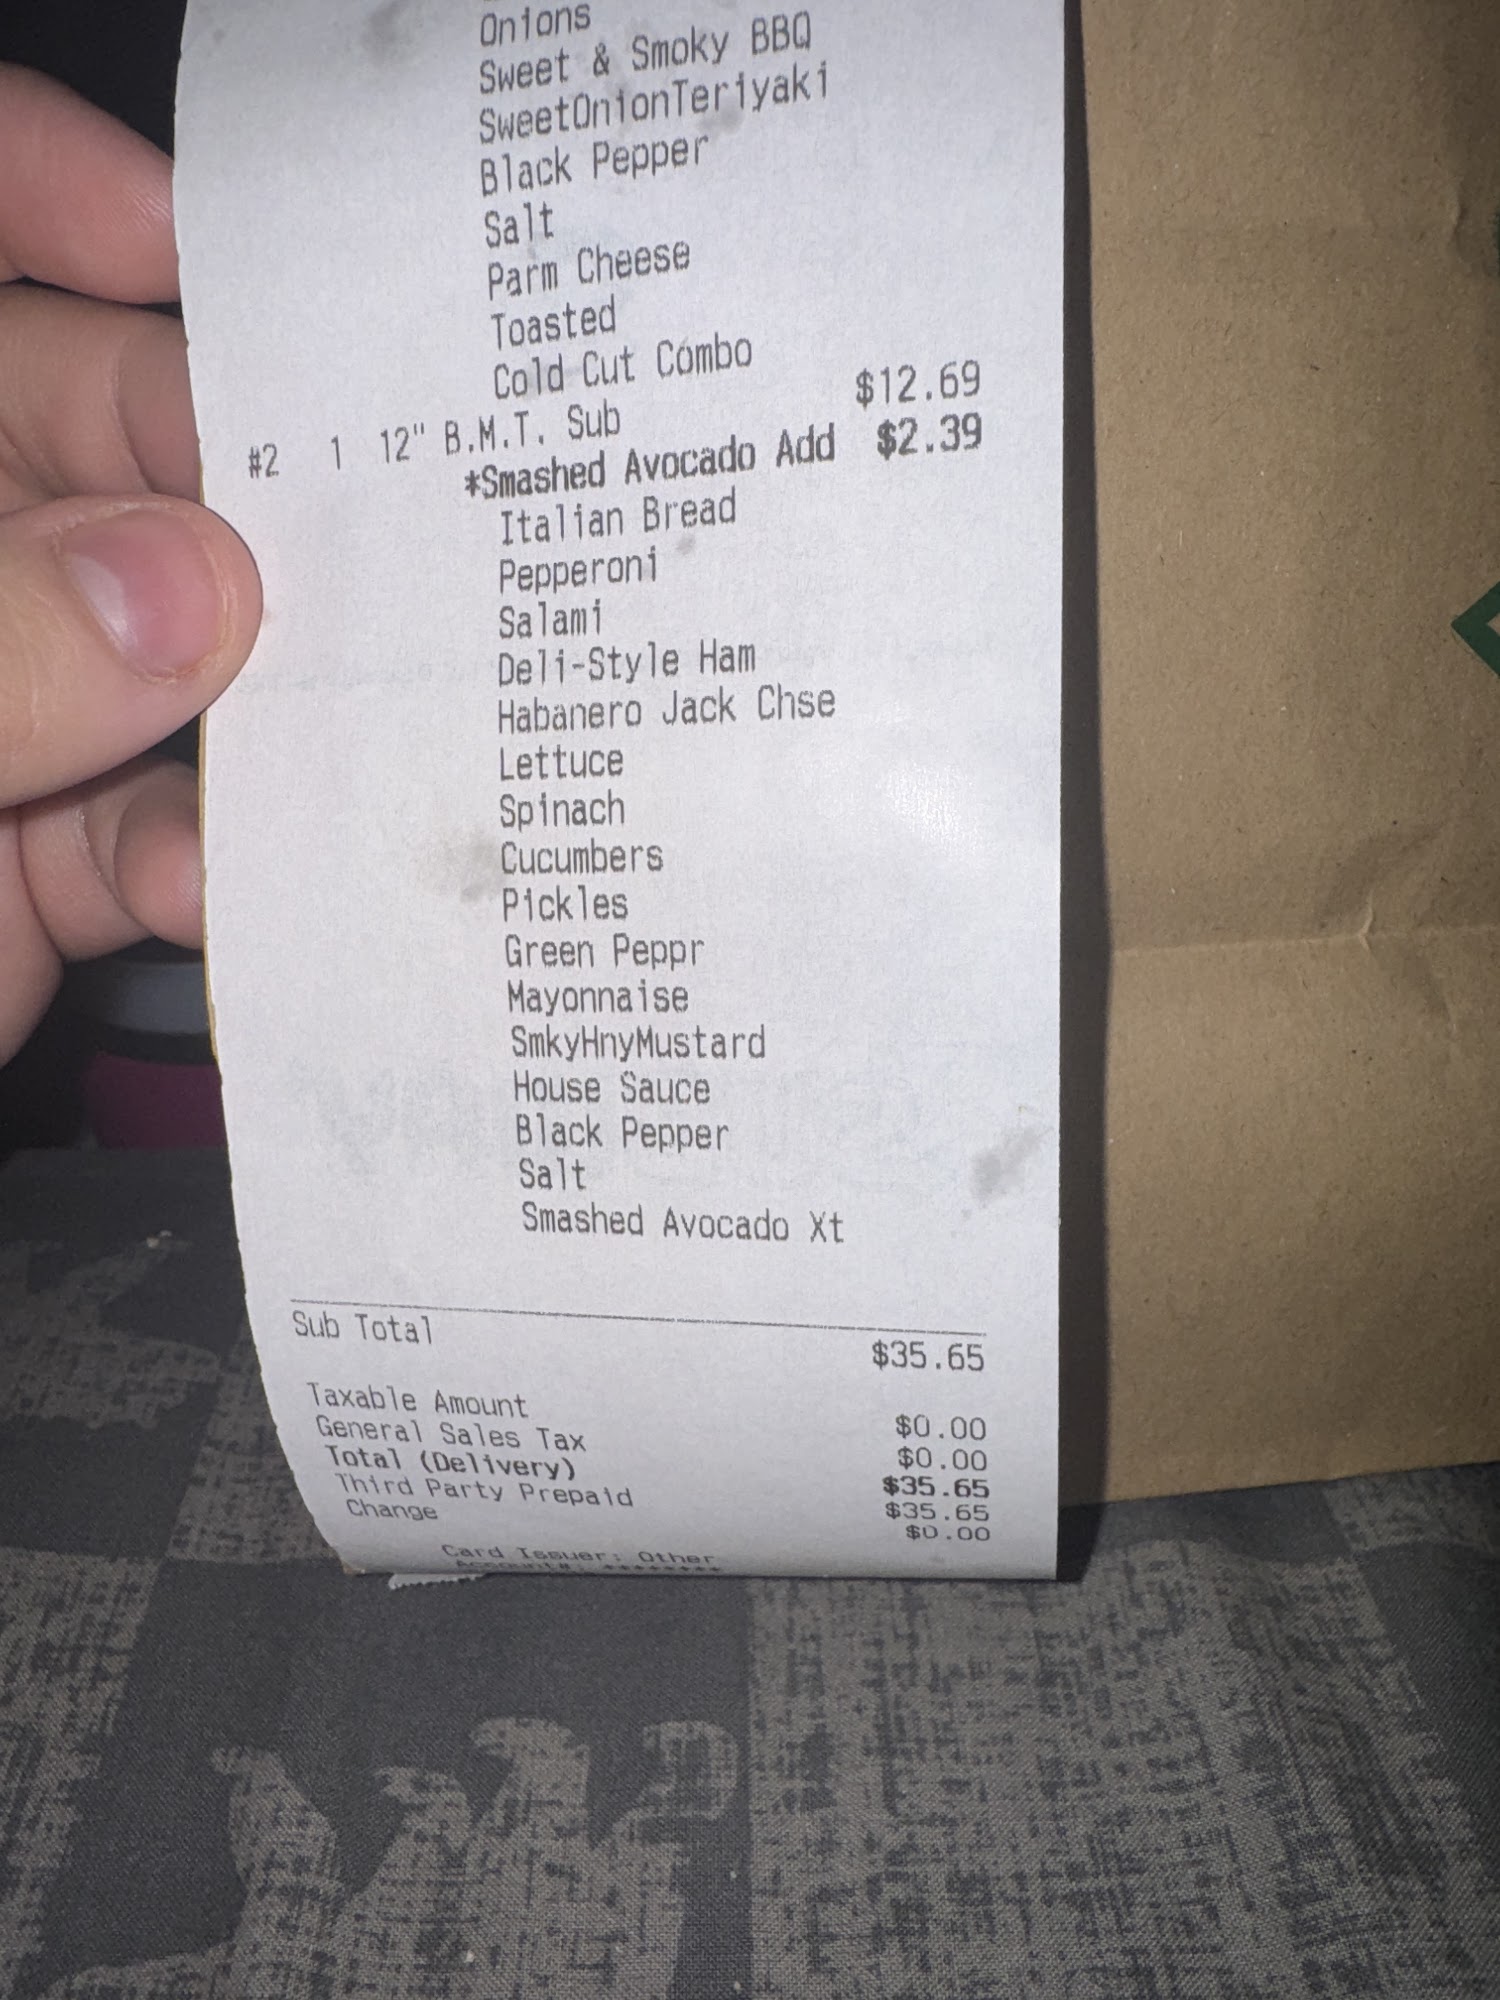 Onions
Sweet & Smoky BBQ
SweetOnionTeriyaki
Black Pepper
Salt
Parm Cheese
Toasted
Cold Cut Combo
#2 1 12" B.M.T. Sub $12.69
*Smashed Avocado Add $2.39
Italian Bread
Pepperoni
Salami
Deli-Style Ham
Habanero Jack Chse
Lettuce
Spinach
Cucumbers
Pickles
Green Peppr
Mayonnaise
SmkyHnyMustard
House Sauce
Black Pepper
Salt
Smashed Avocado Xt
Sub Total $35.65
Taxable Amount $0.00
General Sales Tax $0.00
Total (Delivery) $35.65
Third Party Prepaid $35.65
Change $0.00
Card Issuer: Other
Account#: ********